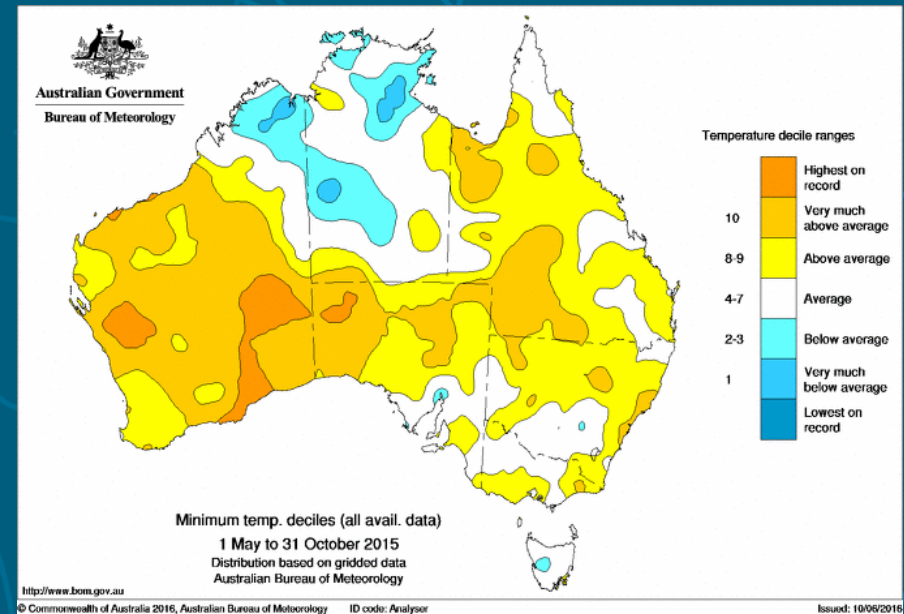 Australian Government
Bureau of Meteorology
Temperature decile ranges
Highest on
record
10
Very much
above average
8-9
Above average
4-7
Average
2-3
Below average
1
Very much
below average
Lowest on
record
Minimum temp. deciles (all avail. data)
1 May to 31 October 2015
Distribution based on gridded data
Australian Bureau of Meteorology
http://www.bom.gov.au
© Commonwealth of Australia 2016, Australian Bureau of Meteorology ID code: Analyser Issued: 10/06/2016